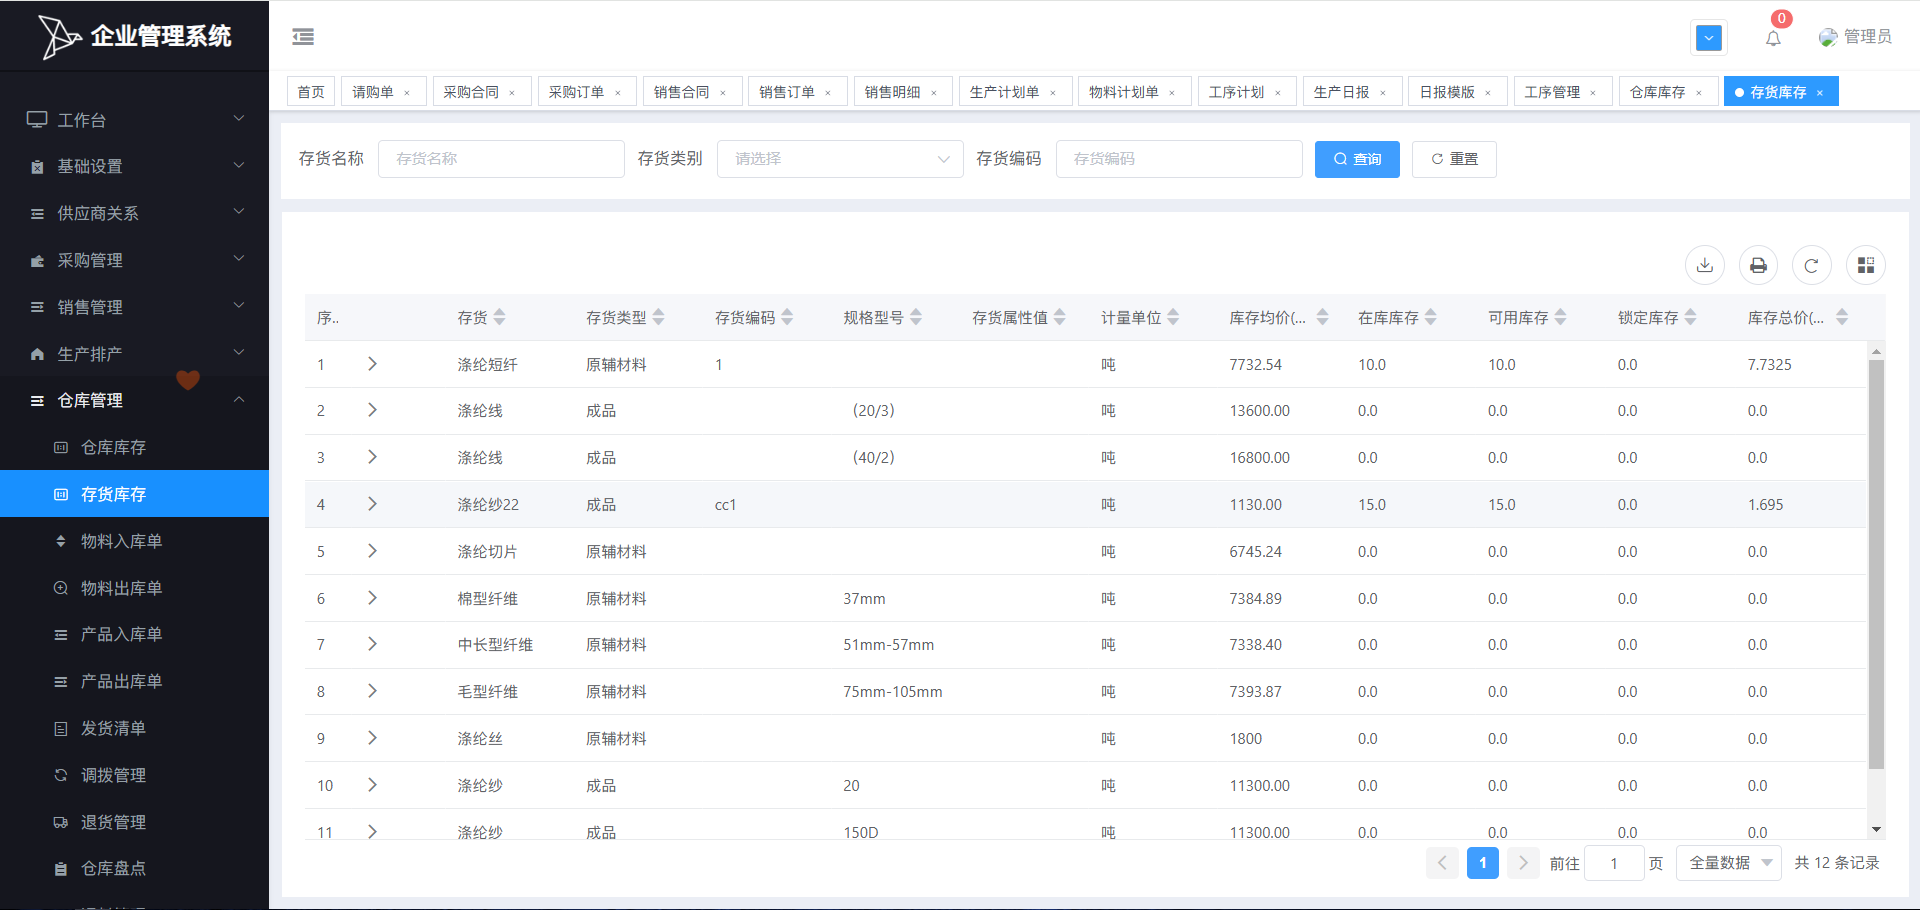 企业管理系统
0
管理员
首页 请购单 × 采购合同 × 采购订单 × 销售合同 × 销售订单 × 销售明细 × 生产计划单 × 物料计划单 × 工序计划 × 生产日报 × 日报模版 × 工序管理 × 仓库库存 × 存货库存 ×
工作台
基础设置
供应商关系
采购管理
销售管理
生产排产
仓库管理
仓库库存
存货库存
物料入库单
物料出库单
产品入库单
产品出库单
发货清单
调拨管理
退货管理
仓库盘点
存货名称 存货名称 存货类别 请选择 存货编码 存货编码 查询 重置
序.. 存货 存货类型 存货编码 规格型号 存货属性值 计量单位 库存均价(... 在库库存 可用库存 锁定库存 库存总价(...
1 涤纶短纤 原辅材料 1 吨 7732.54 10.0 10.0 0.0 7.7325
2 涤纶线 成品 (20/3) 吨 13600.00 0.0 0.0 0.0 0.0
3 涤纶线 成品 (40/2) 吨 16800.00 0.0 0.0 0.0 0.0
4 涤纶纱22 成品 cc1 吨 1130.00 15.0 15.0 0.0 1.695
5 涤纶切片 原辅材料 吨 6745.24 0.0 0.0 0.0 0.0
6 棉型纤维 原辅材料 37mm 吨 7384.89 0.0 0.0 0.0 0.0
7 中长型纤维 原辅材料 51mm-57mm 吨 7338.40 0.0 0.0 0.0 0.0
8 毛型纤维 原辅材料 75mm-105mm 吨 7393.87 0.0 0.0 0.0 0.0
9 涤纶丝 原辅材料 吨 1800 0.0 0.0 0.0 0.0
10 涤纶纱 成品 20 吨 11300.00 0.0 0.0 0.0 0.0
11 涤纶纱 成品 150D 吨 11300.00 0.0 0.0 0.0 0.0
1 前往 1 页 全量数据 共 12 条记录